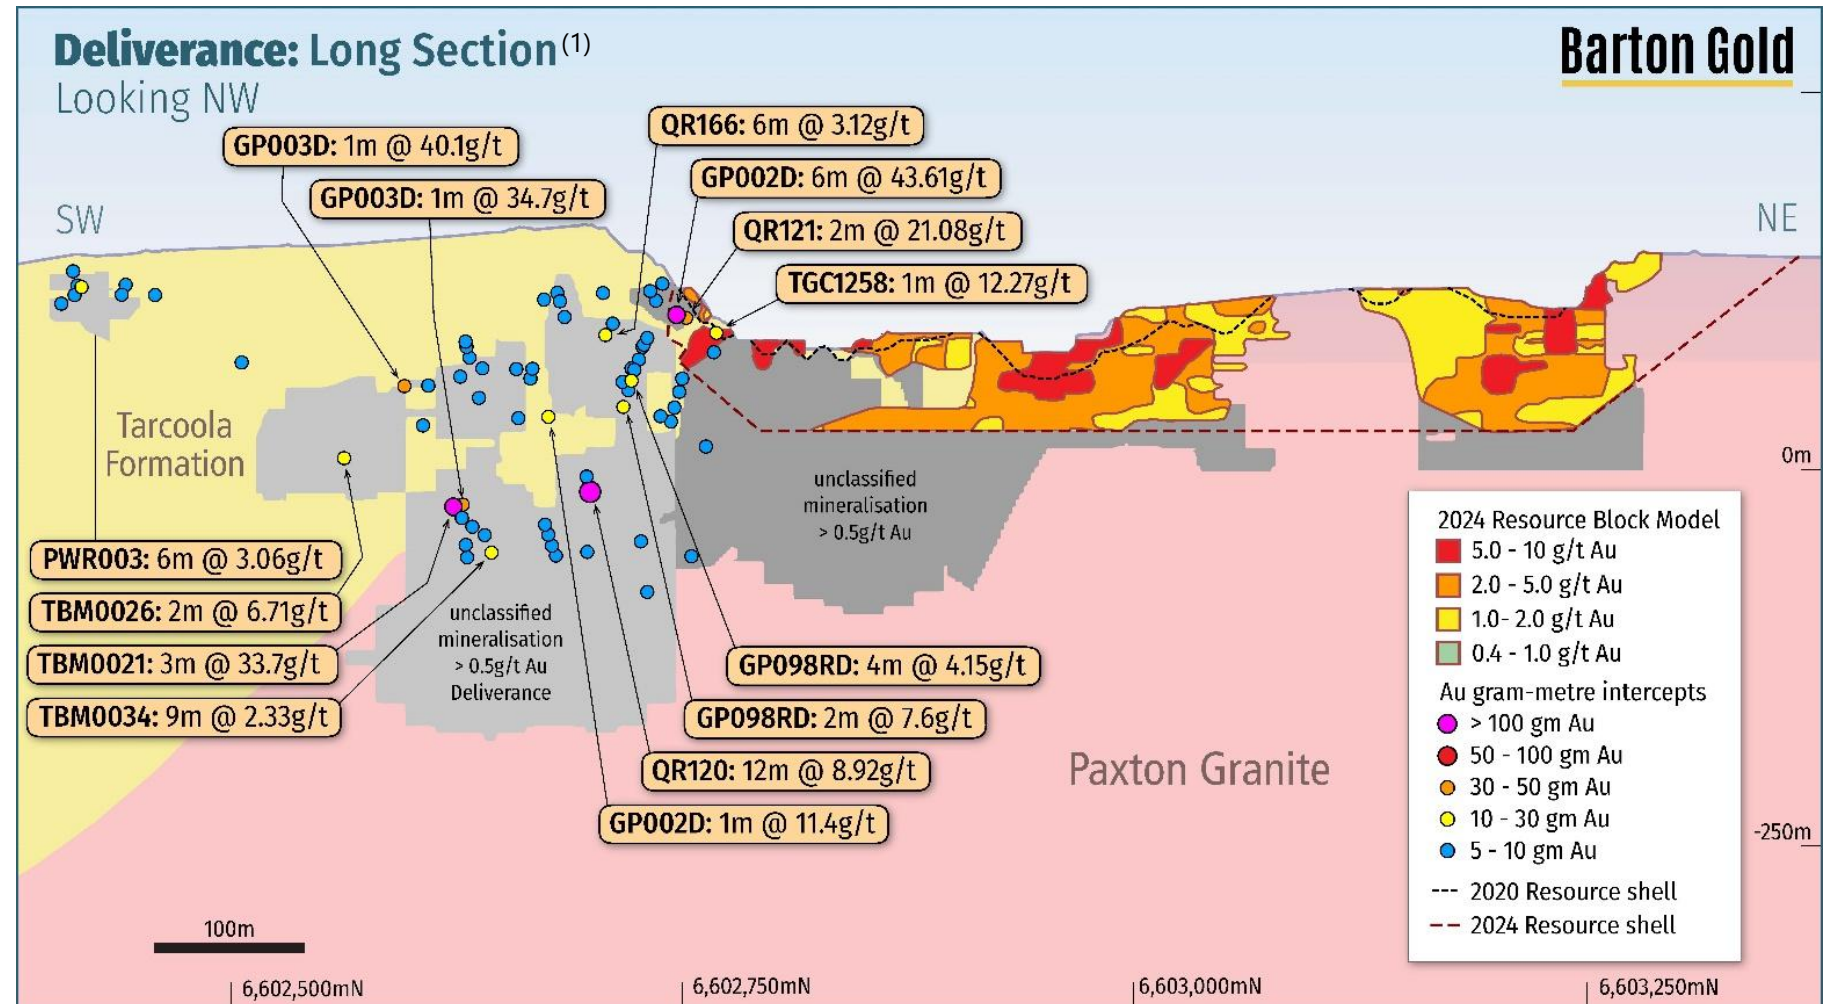 Deliverance: Long Section (1)
Looking NW
Barton Gold
SW
NE
GP003D: 1m @ 40.1g/t
GP003D: 1m @ 34.7g/t
QR166: 6m @ 3.12g/t
GP002D: 6m @ 43.61g/t
QR121: 2m @ 21.08g/t
TGC1258: 1m @ 12.27g/t
Tarcoola
Formation
0m
unclassified
mineralisation
> 0.5g/t Au
PWR003: 6m @ 3.06g/t
TBM0026: 2m @ 6.71g/t
TBM0021: 3m @ 33.7g/t
TBM0034: 9m @ 2.33g/t
unclassified
mineralisation
> 0.5g/t Au
Deliverance
GP098RD: 4m @ 4.15g/t
GP098RD: 2m @ 7.6g/t
QR120: 12m @ 8.92g/t
GP002D: 1m @ 11.4g/t
Paxton Granite
2024 Resource Block Model
5.0 - 10 g/t Au
2.0 - 5.0 g/t Au
1.0- 2.0 g/t Au
0.4 - 1.0 g/t Au
Au gram-metre intercepts
> 100 gm Au
50 - 100 gm Au
30 - 50 gm Au
10 - 30 gm Au
5 - 10 gm Au
2020 Resource shell
2024 Resource shell
-250m
100m
6,602,500mN
6,602,750mN
6,603,000mN
6,603,250mN